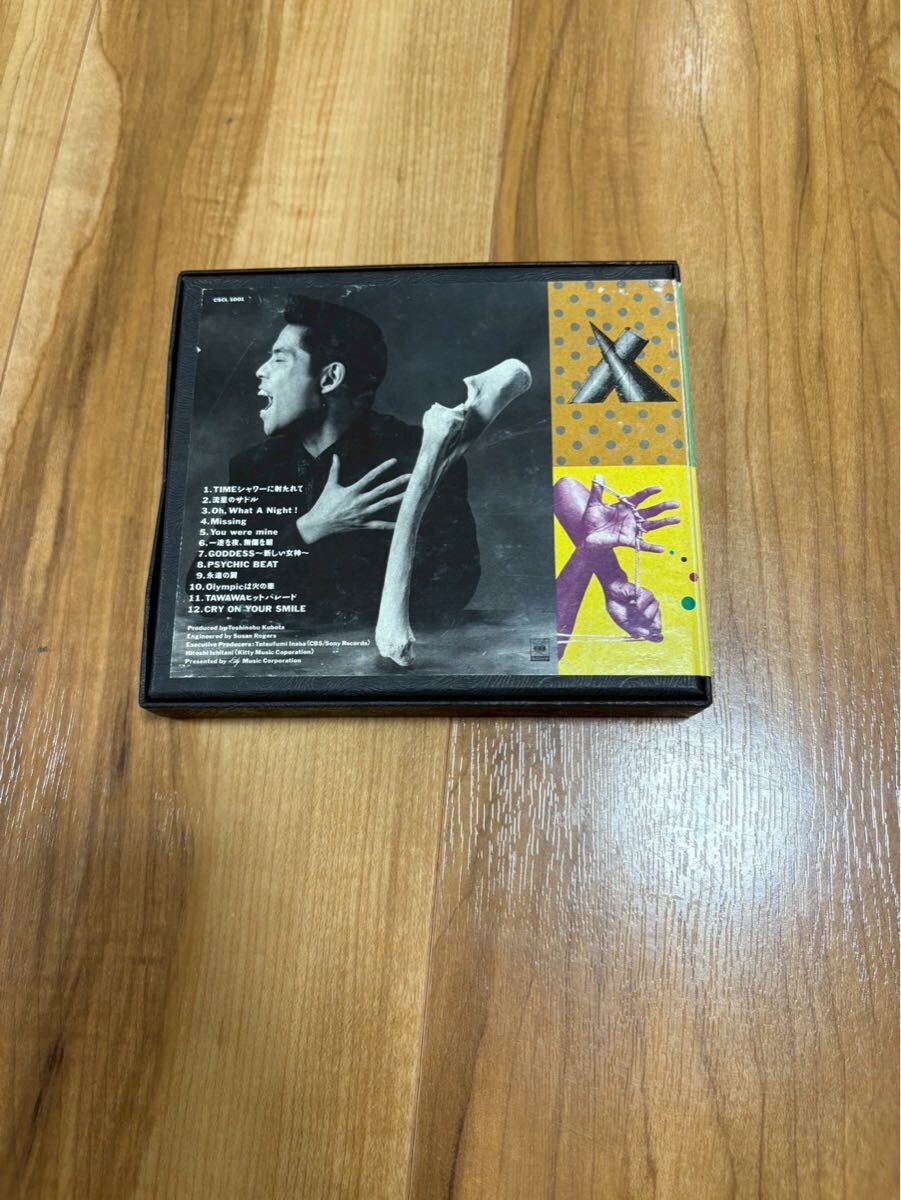 CSCL 1001
1. TIMEシャワーに射たれて
2. 流星のサドル
3. Oh, What A Night!
4. Missing
5. You were mine
6. 一途な夜、無傷な朝
7. GODDESS〜新しい女神〜
8. PSYCHIC BEAT
9. 永遠の翼
10. Olympicは火の車
11. TAWAWAヒットパレード
12. CRY ON YOUR SMILE
Produced by Toshinobu Kubota
Engineered by Susan Rogers
Executive Producers: Tatsufumi Inaba (CBS/Sony Records)
Hitoshi Ishitani (Kitty Music Coporation)
Presented by Kitty Music Corporation